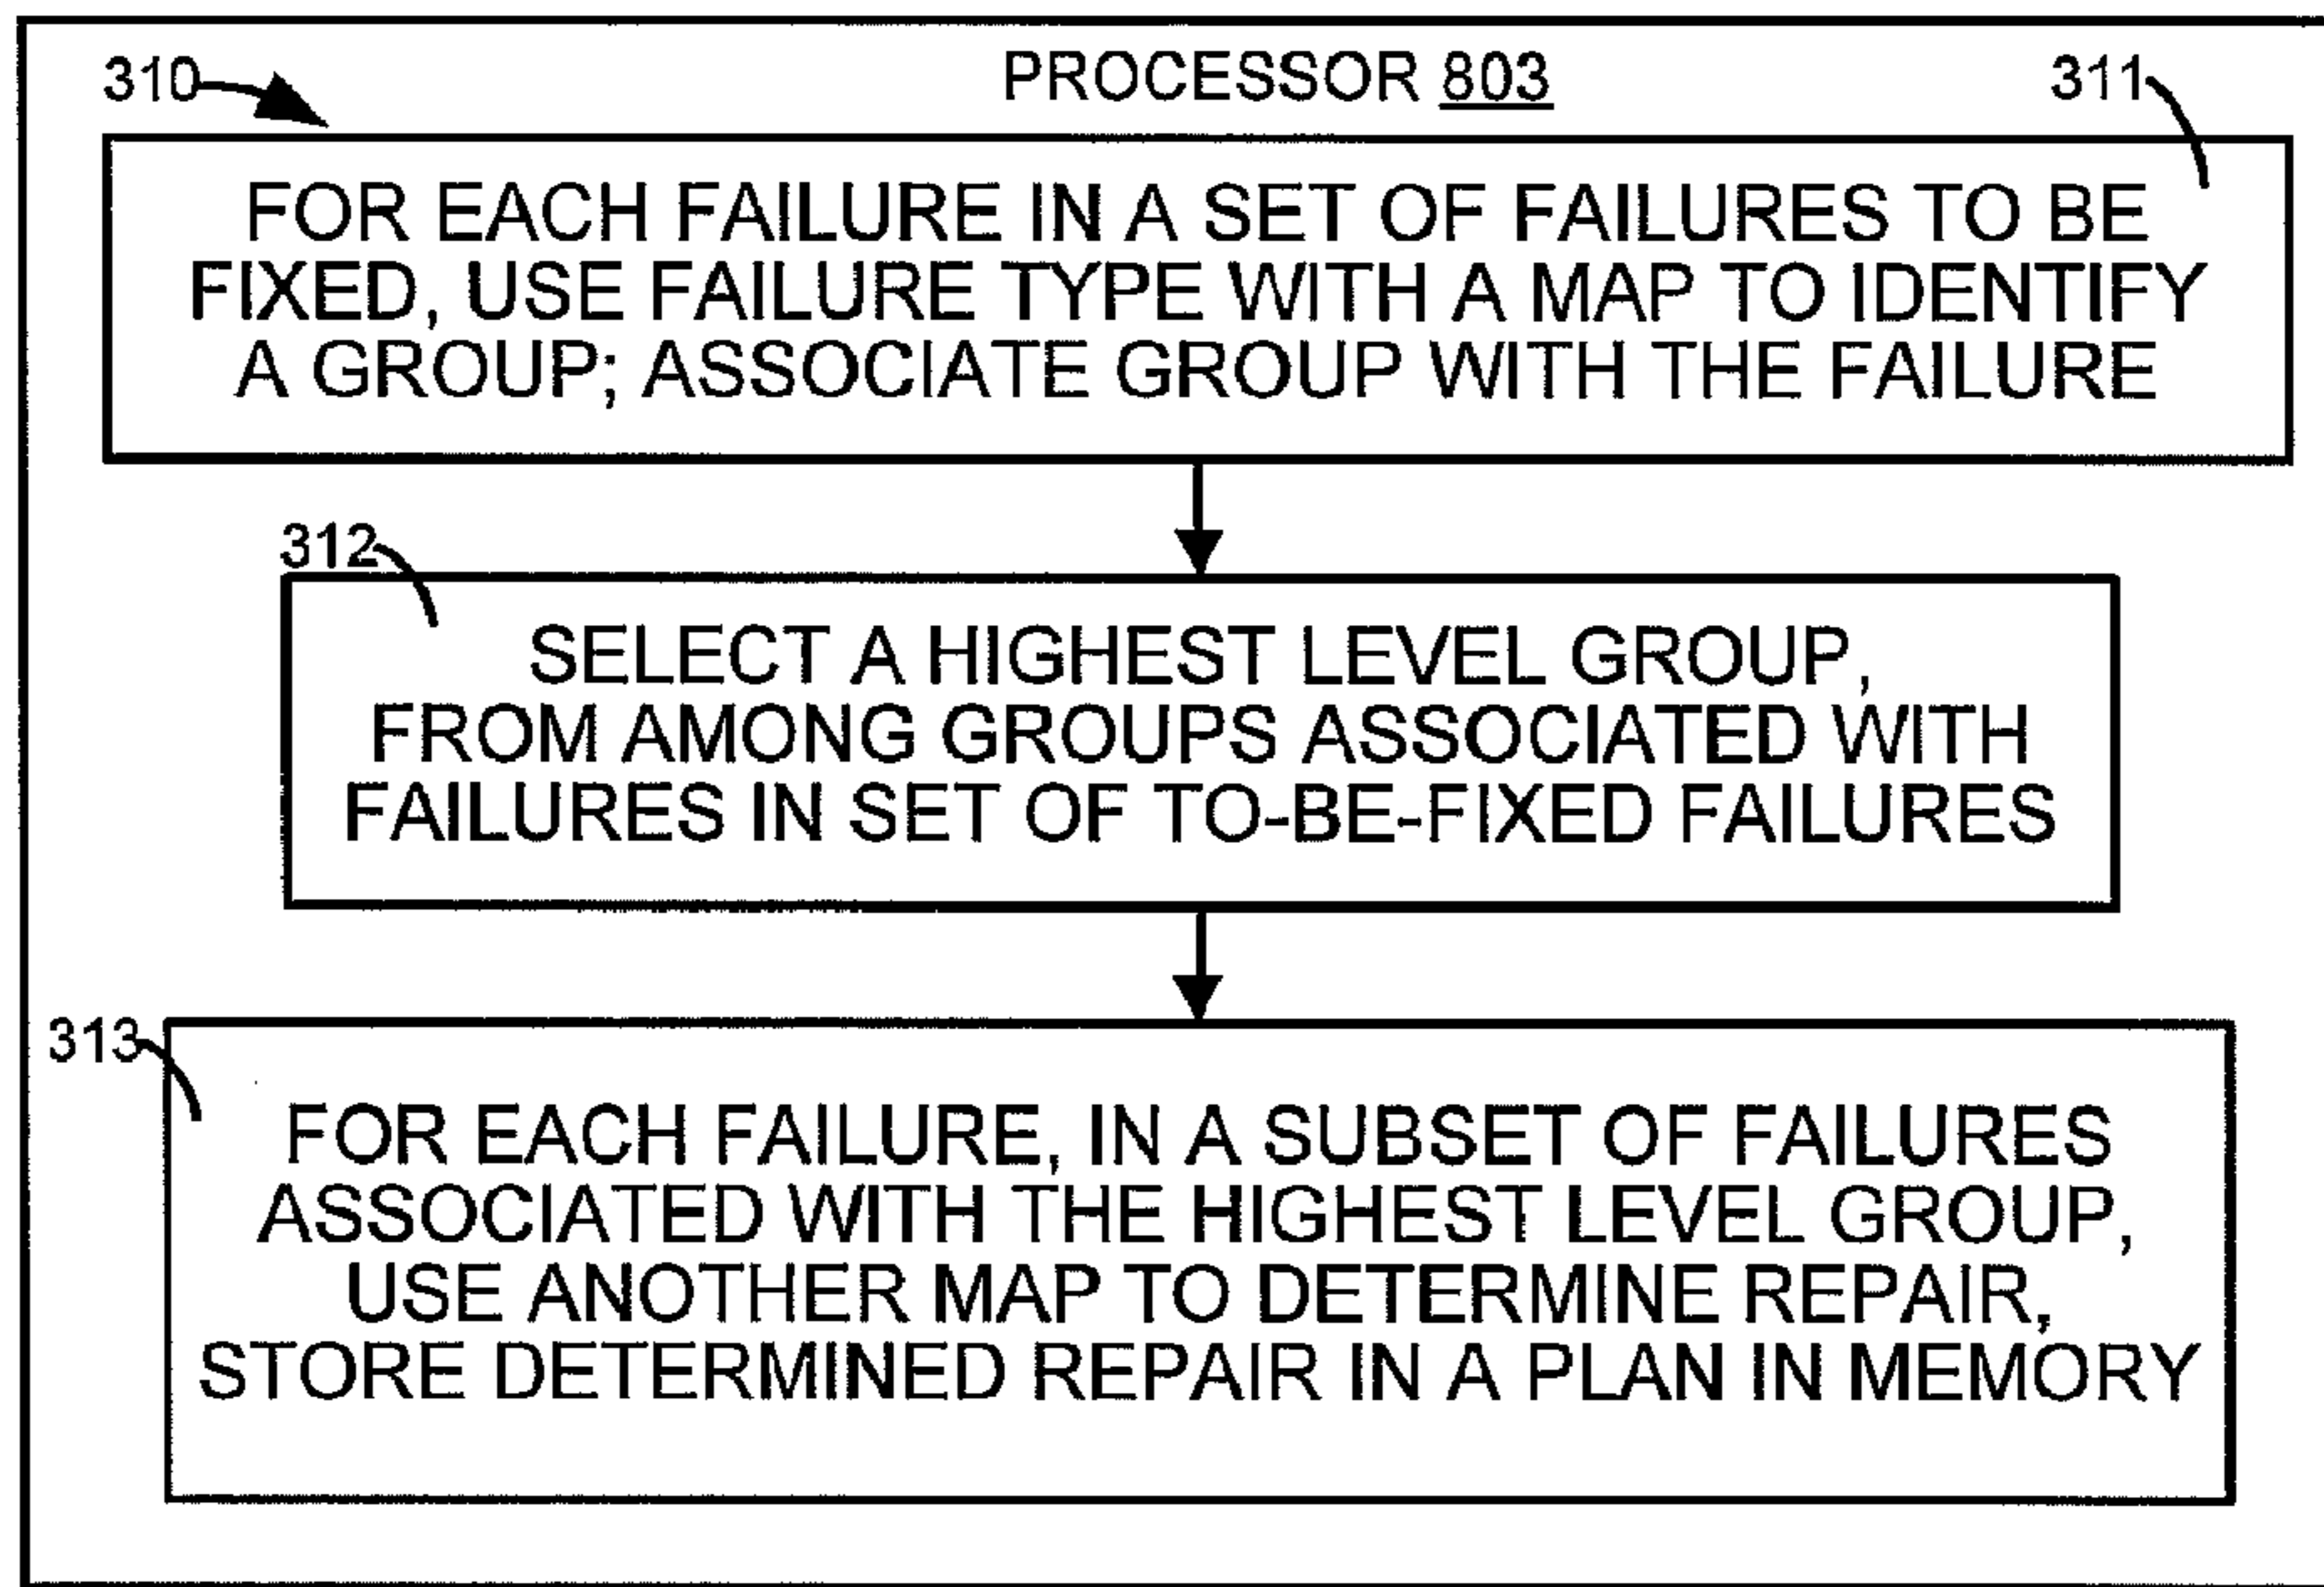 310
PROCESSOR 803
311
FOR EACH FAILURE IN A SET OF FAILURES TO BE
FIXED, USE FAILURE TYPE WITH A MAP TO IDENTIFY
A GROUP; ASSOCIATE GROUP WITH THE FAILURE
312
SELECT A HIGHEST LEVEL GROUP,
FROM AMONG GROUPS ASSOCIATED WITH
FAILURES IN SET OF TO-BE-FIXED FAILURES
313
FOR EACH FAILURE, IN A SUBSET OF FAILURES
ASSOCIATED WITH THE HIGHEST LEVEL GROUP,
USE ANOTHER MAP TO DETERMINE REPAIR,
STORE DETERMINED REPAIR IN A PLAN IN MEMORY